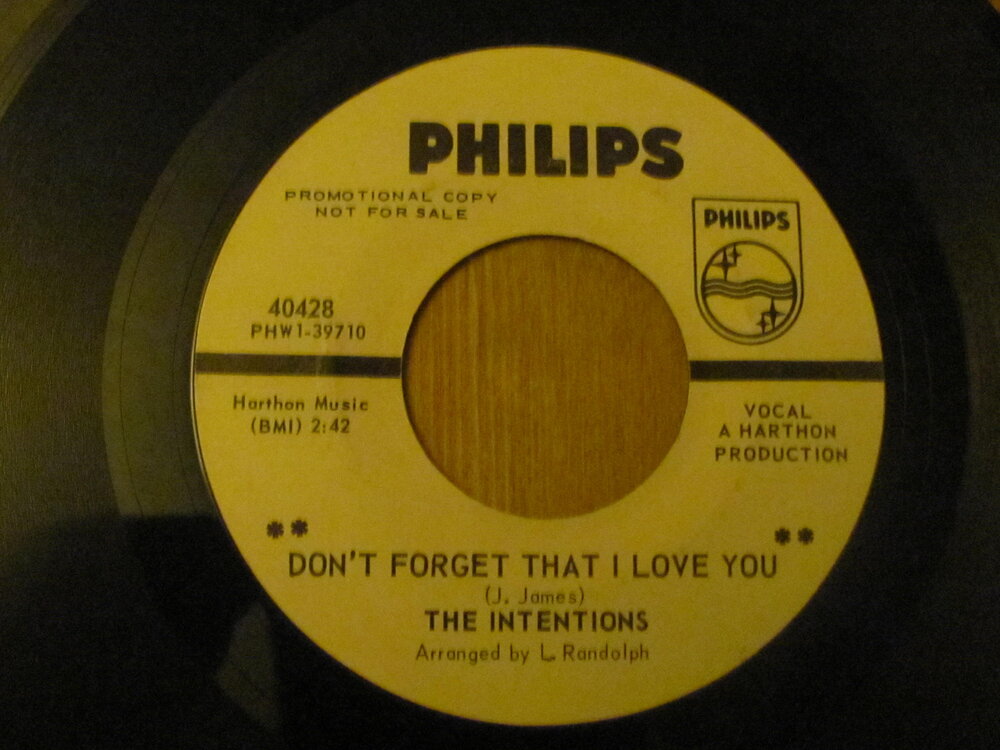 PHILIPS
PROMOTIONAL COPY
NOT FOR SALE
PHILIPS
40428
PHW1-39710
Harthon Music
(BMI) 2:42
VOCAL
A HARTHON
PRODUCTION
** **
DON'T FORGET THAT I LOVE YOU
(J. James)
THE INTENTIONS
Arranged by L. Randolph